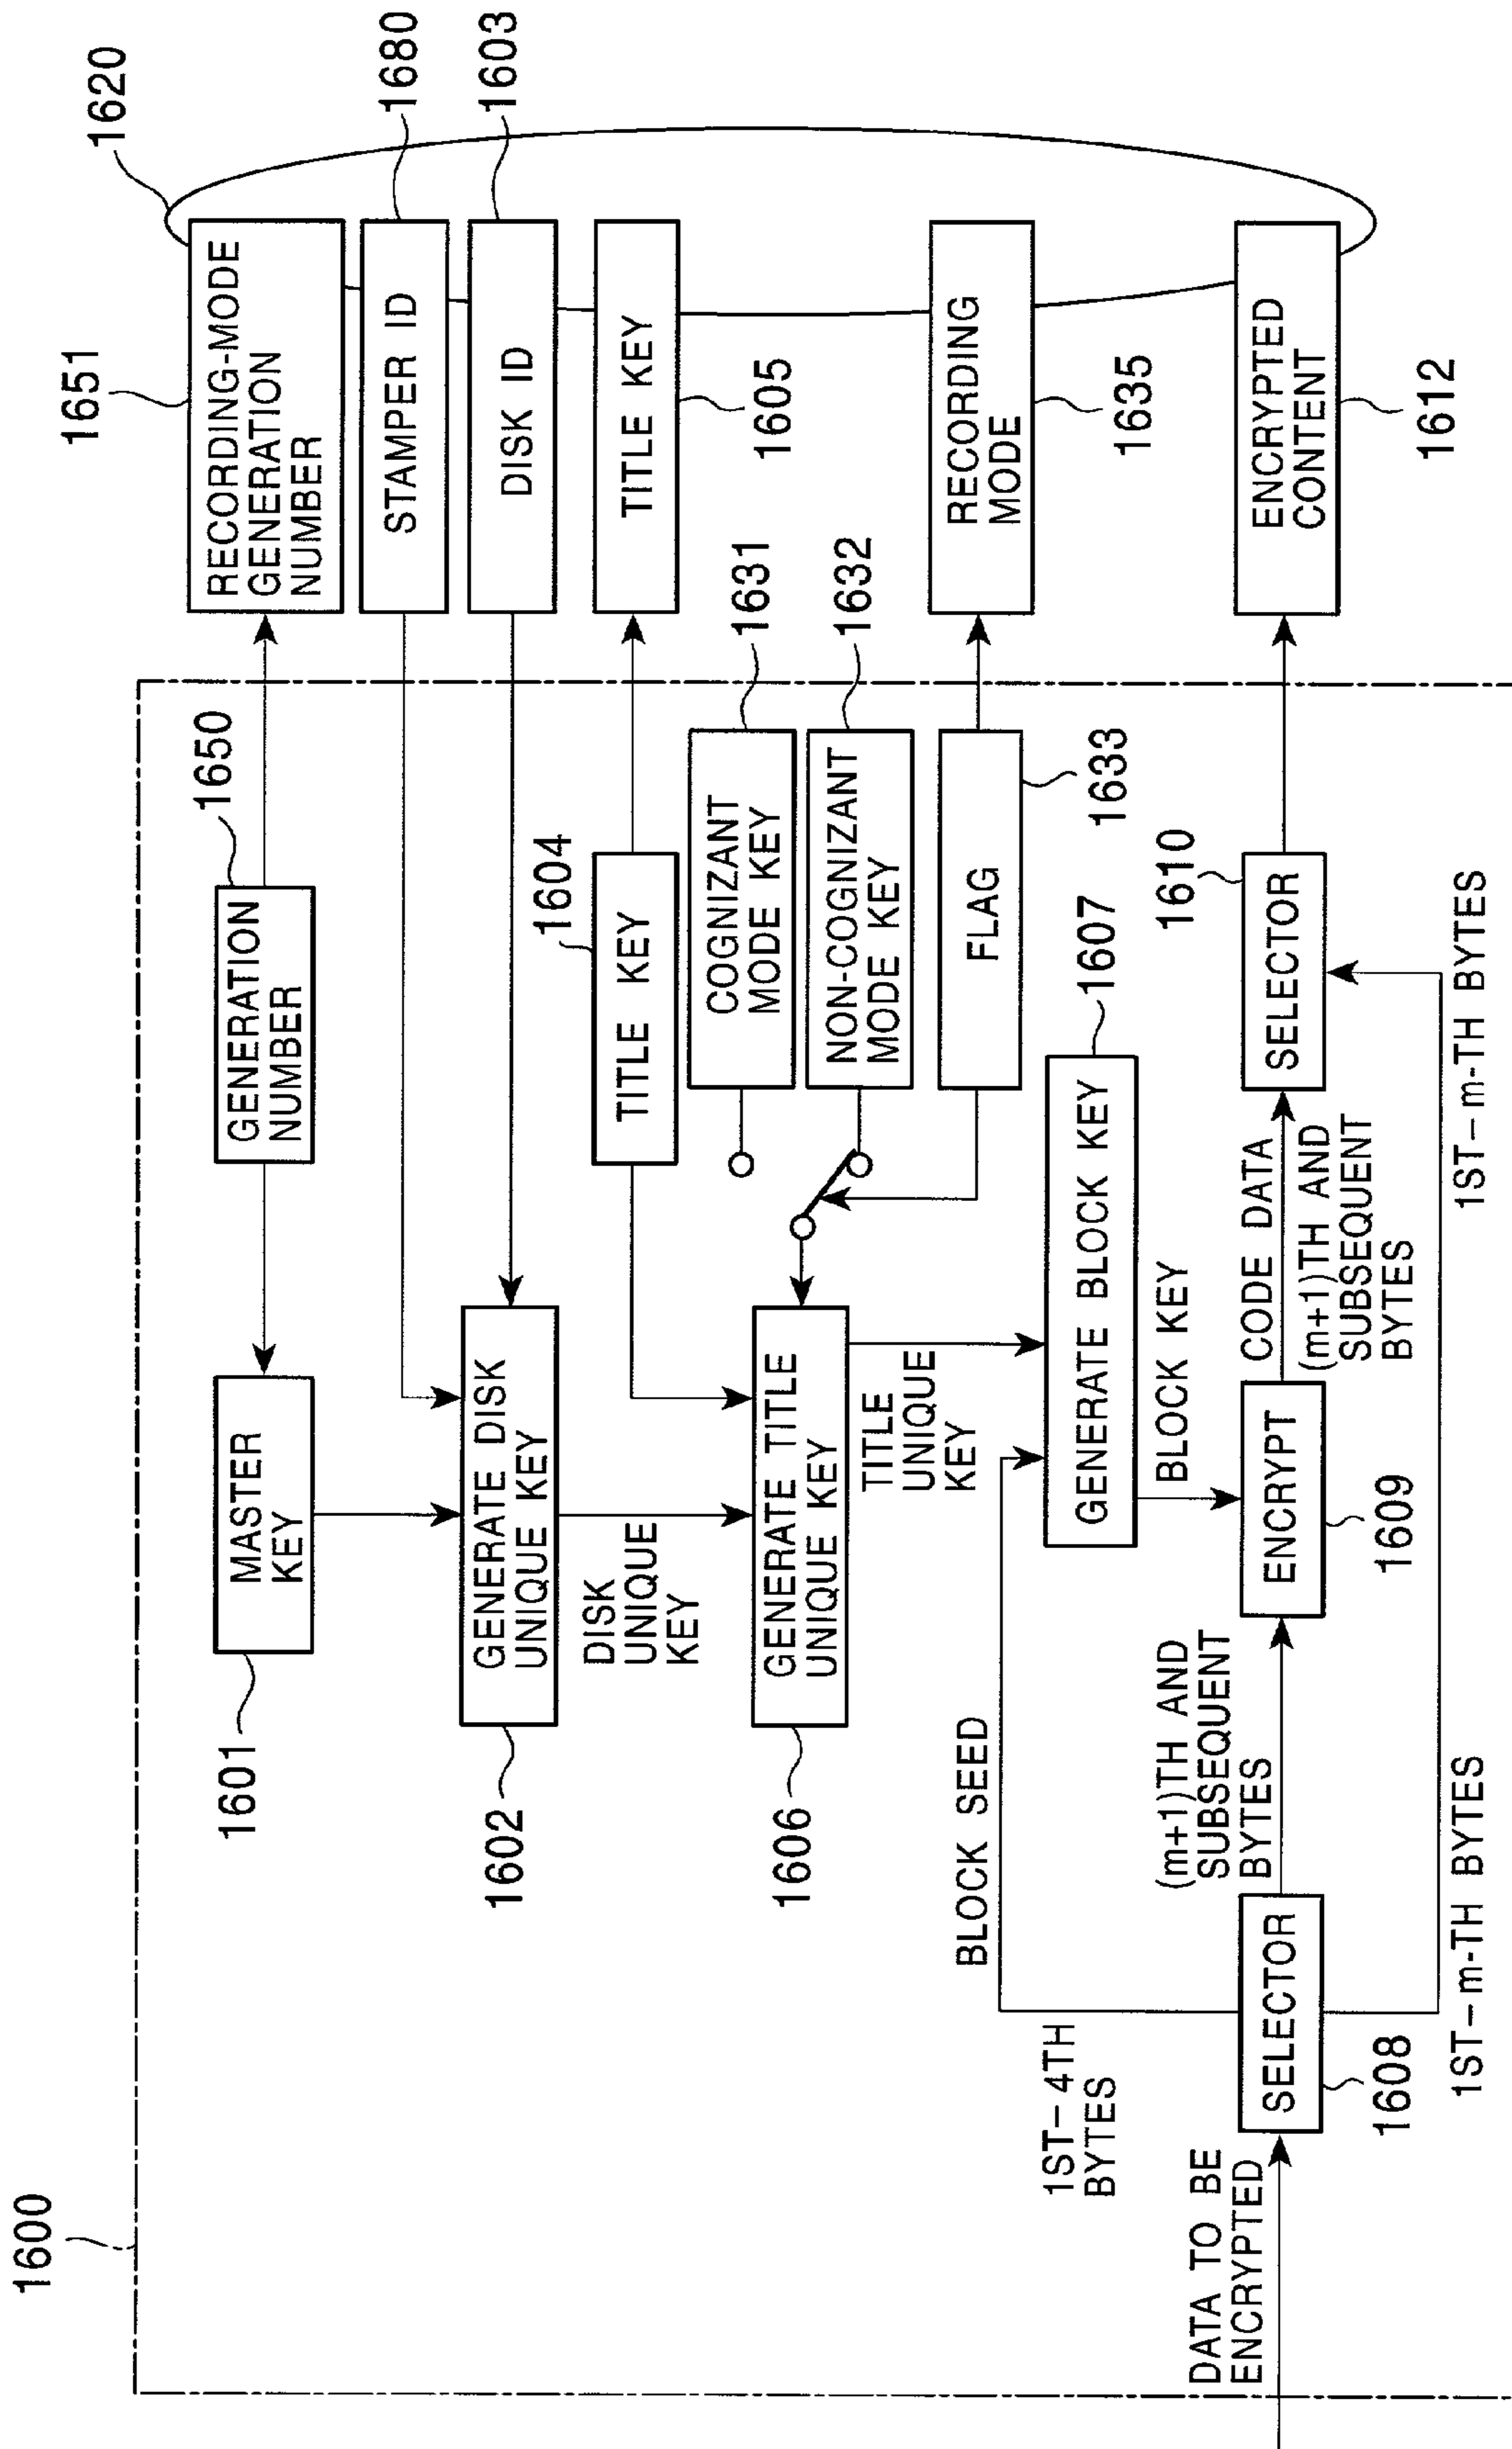 1600
1620
1651
RECORDING-MODE
GENERATION
NUMBER
1680
STAMPER ID
1603
DISK ID
TITLE KEY
1605
RECORDING
MODE
1635
ENCRYPTED
CONTENT
1612
1650
GENERATION
NUMBER
1604
TITLE KEY
1631
COGNIZANT
MODE KEY
1632
NON-COGNIZANT
MODE KEY
FLAG
1633
MASTER
KEY
1601
GENERATE DISK
UNIQUE KEY
1602
DISK
UNIQUE
KEY
GENERATE TITLE
UNIQUE KEY
1606
TITLE
UNIQUE
KEY
1607
GENERATE BLOCK KEY
BLOCK KEY
BLOCK SEED
1ST–4TH
BYTES
DATA TO BE
ENCRYPTED
SELECTOR
1608
(m+1)TH AND
SUBSEQUENT
BYTES
ENCRYPT
1609
CODE DATA
(m+1)TH AND
SUBSEQUENT
BYTES
1610
SELECTOR
1ST–m-TH BYTES
1ST–m-TH BYTES